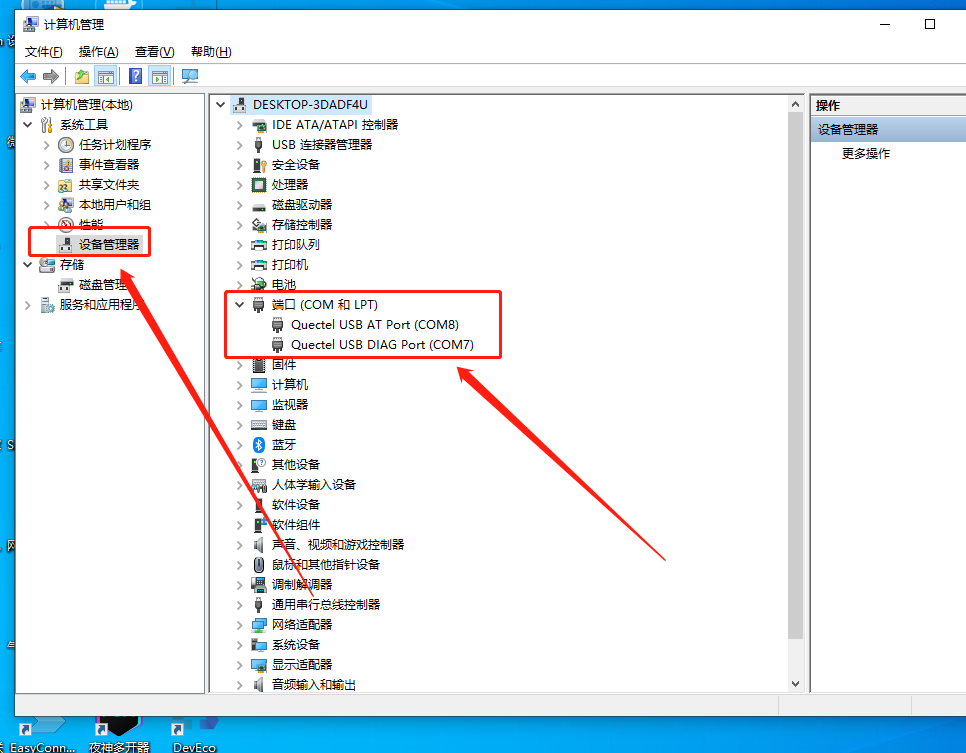 计算机管理
文件(F) 操作(A) 查看(V) 帮助(H)
计算机管理(本地)
系统工具
任务计划程序
事件查看器
共享文件夹
本地用户和组
性能
设备管理器
存储
磁盘管理
服务和应用程序
DESKTOP-3DADF4U
IDE ATA/ATAPI 控制器
USB 连接器管理器
安全设备
处理器
磁盘驱动器
存储控制器
打印队列
打印机
电池
端口 (COM 和 LPT)
Quectel USB AT Port (COM8)
Quectel USB DIAG Port (COM7)
固件
计算机
监视器
键盘
蓝牙
其他设备
人体学输入设备
软件设备
软件组件
声音、视频和游戏控制器
鼠标和其他指针设备
调制解调器
通用串行总线控制器
网络适配器
系统设备
显示适配器
音频输入和输出
操作
设备管理器
更多操作
EasyConn...
夜神多开器
DevEco